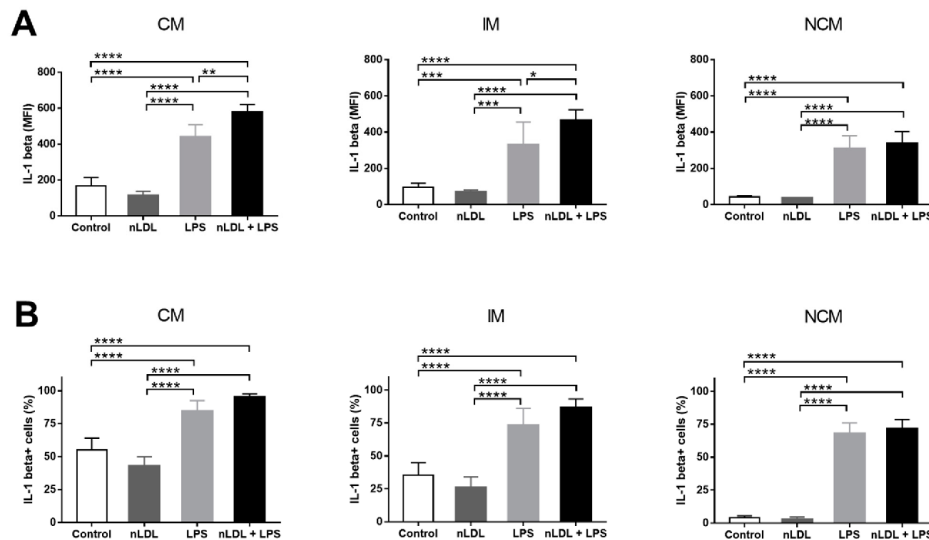 A
CM
IM
NCM
****
****
**
****
****
****
***
*
****
***
****
****
****
****
IL-1 beta (MFI)
800
600
400
200
0
Control nLDL LPS nLDL + LPS
IL-1 beta (MFI)
800
600
400
200
0
Control nLDL LPS nLDL + LPS
IL-1 beta (MFI)
800
600
400
200
0
Control nLDL LPS nLDL + LPS
B
CM
IM
NCM
****
****
****
****
****
****
****
****
****
****
****
****
IL-1 beta+ cells (%)
100
75
50
25
0
Control nLDL LPS nLDL + LPS
IL-1 beta+ cells (%)
100
75
50
25
0
Control nLDL LPS nLDL + LPS
IL-1 beta+ cells (%)
100
75
50
25
0
Control nLDL LPS nLDL + LPS